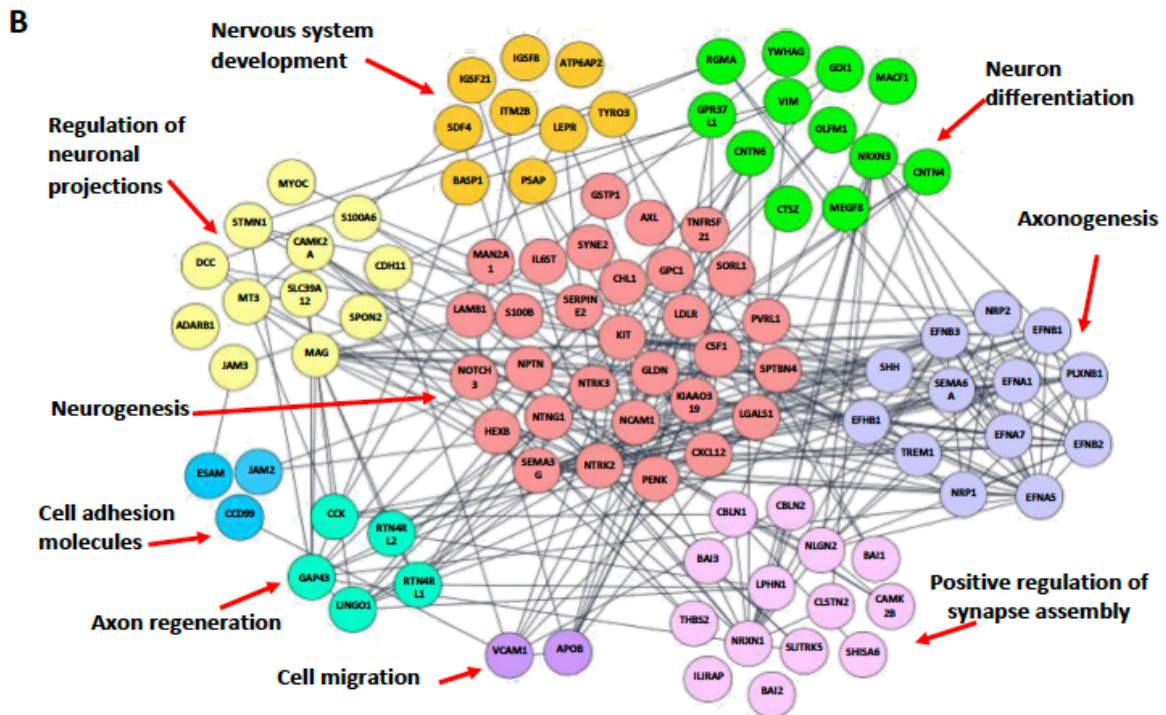 B
Nervous system
development
IGSF21
IGSF8
ATP6AP2
SDF4
ITM2B
LEPR
TYRO3
BASP1
PSAP
RGMA
YWHAG
GDI1
MACF1
GPR37
L1
VIM
OLFM1
CNTN6
NRXN3
CNTN4
CTSZ
MEGF8
Neuron
differentiation
Regulation of
neuronal
projections
MYOC
STMN1
S100A6
CAMK2
A
DCC
CDH11
MT3
SLC39A
12
ADARB1
SPON2
JAM3
MAG
GSTP1
AXL
TNFRSF
21
MAN2A
1
IL6ST
SYNE2
CHL1
GPC1
SORL1
LAMB1
S100B
SERPIN
E2
LDLR
PVRL1
KIT
CSF1
NOTCH
3
NPTN
NTRK3
GLDN
SPTBN4
KIAAO3
19
HEXB
NTNG1
NCAM1
LGALS1
SEMA3
G
NTRK2
PENK
CXCL12
Neurogenesis
Axonogenesis
NRP2
EFNB3
EFNB1
SHH
SEMA6
A
EFNA1
PLXNB1
EFHB1
EFNA7
EFNB2
TREM1
NRP1
EFNA5
ESAM
JAM2
CCD99
Cell adhesion
molecules
CCK
RTN4R
L2
GAP43
LINGO1
RTN4R
L1
Axon regeneration
VCAM1
APOB
Cell migration
CBLN1
CBLN2
BAI3
NLGN2
BAI1
LPHN1
CLSTN2
CAMK
2B
THBS2
NRXN1
SLITRK5
SHISA6
ILIRAP
BAI2
Positive regulation of
synapse assembly